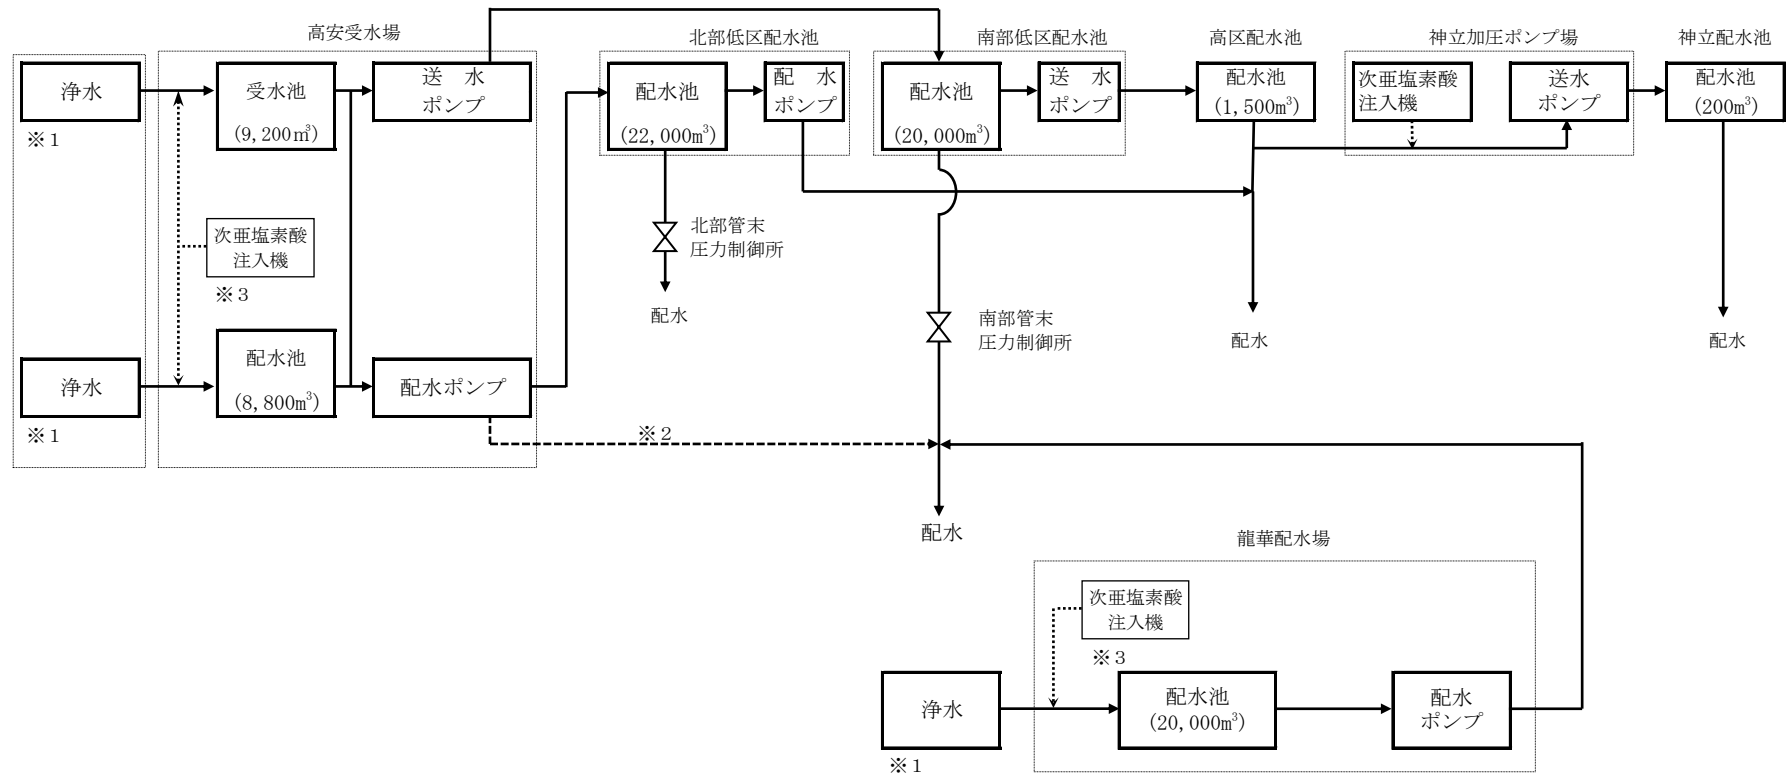 高安受水場
浄水
※１
受水池
(9,200㎥)
送　水
ポンプ
次亜塩素酸
注入機
※３
浄水
※１
配水池
(8,800m³)
配水ポンプ
※２
北部低区配水池
配水池
(22,000m³)
配　水
ポンプ
北部管末
圧力制御所
配水
南部低区配水池
配水池
(20,000m³)
送　水
ポンプ
南部管末
圧力制御所
配水
高区配水池
配水池
(1,500m³)
配水
神立加圧ポンプ場
次亜塩素酸
注入機
送水
ポンプ
神立配水池
配水池
(200m³)
配水
龍華配水場
次亜塩素酸
注入機
※３
浄水
※１
配水池
(20,000m³)
配水
ポンプ